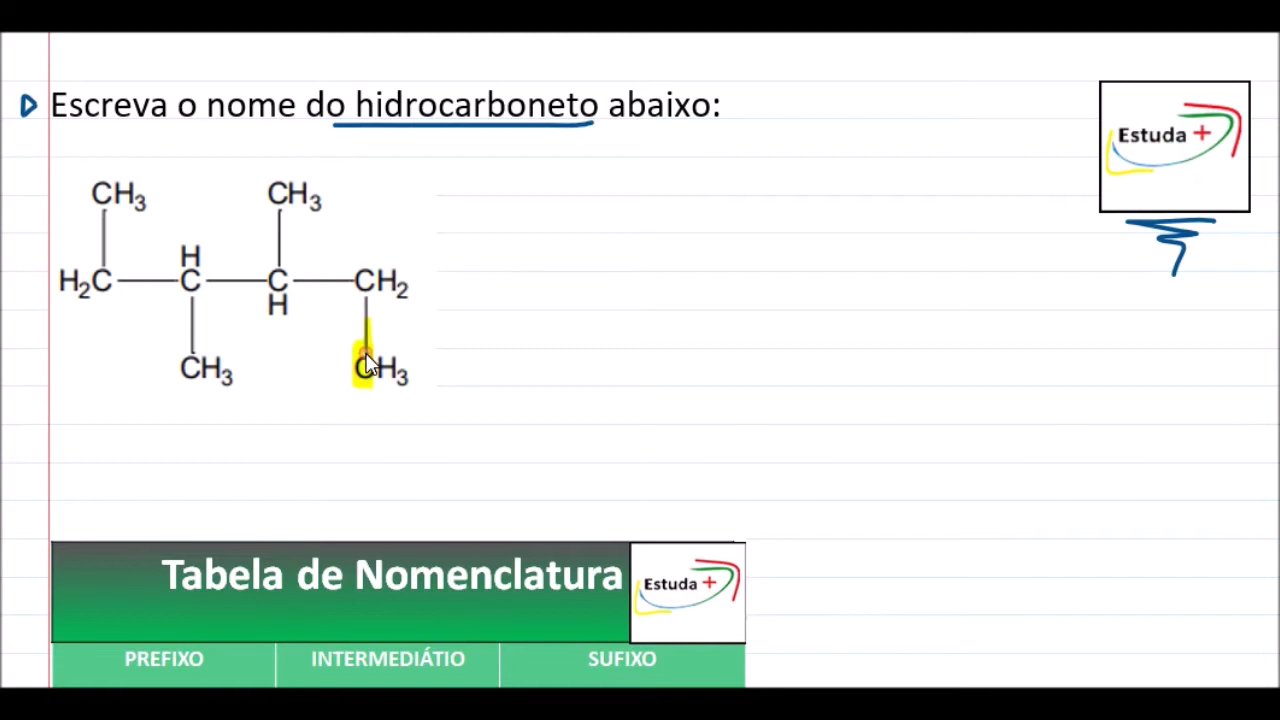 Escreva o nome do hidrocarboneto abaixo:
Estuda +
CH3 CH3
H
H2C C C CH2
H
CH3 CH3
Tabela de Nomenclatura
Estuda +
PREFIXO INTERMEDIÁTIO SUFIXO